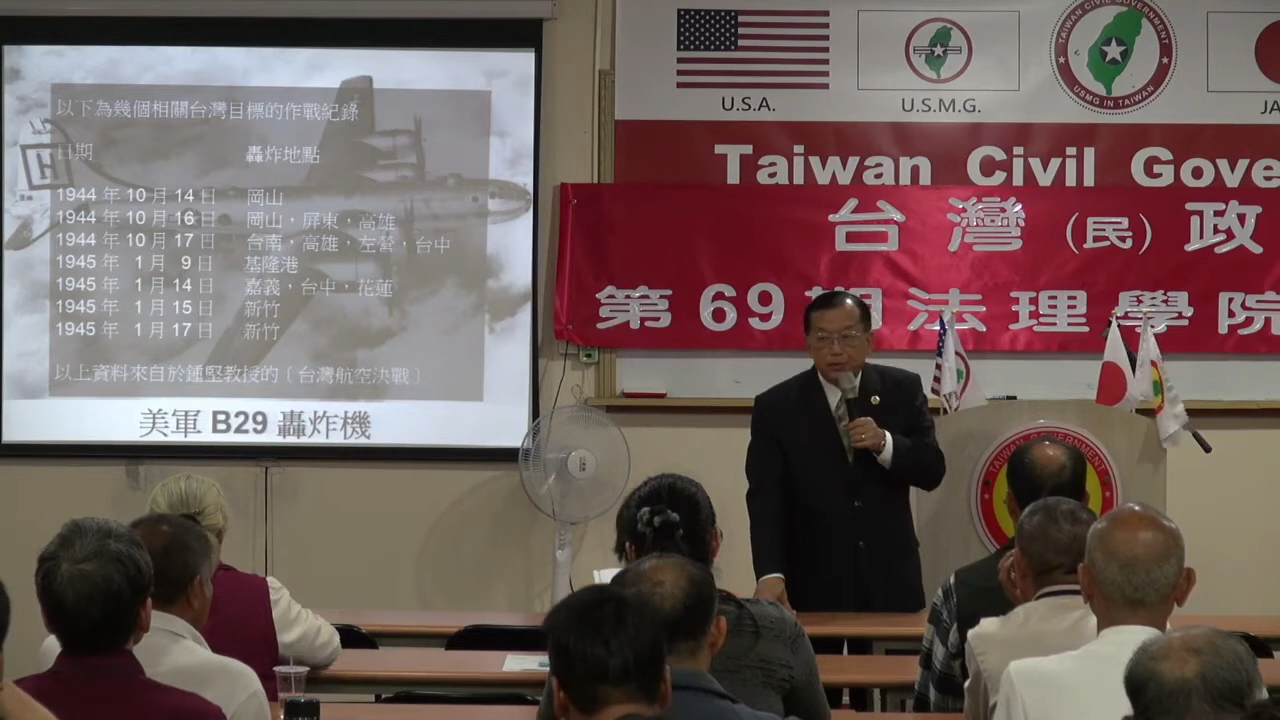 以下為幾個相關台灣目標的作戰紀錄
日期 轟炸地點
1944 年 10 月 14 日 岡山
1944 年 10 月 16 日 岡山，屏東，高雄
1944 年 10 月 17 日 台南，高雄，左營，台中
1945 年 1 月 9 日 基隆港
1945 年 1 月 14 日 嘉義，台中，花蓮
1945 年 1 月 15 日 新竹
1945 年 1 月 17 日 新竹
以上資料來自於鍾堅教授的〔台灣航空決戰〕
美軍 B29 轟炸機
H
U.S.A.
U.S.M.G.
TAIWAN CIVIL GOVERNMENT
USMG IN TAIWAN
JA
Taiwan Civil Gove
台灣（民）政
第69期法理學院
TAIWAN GOVERNMENT